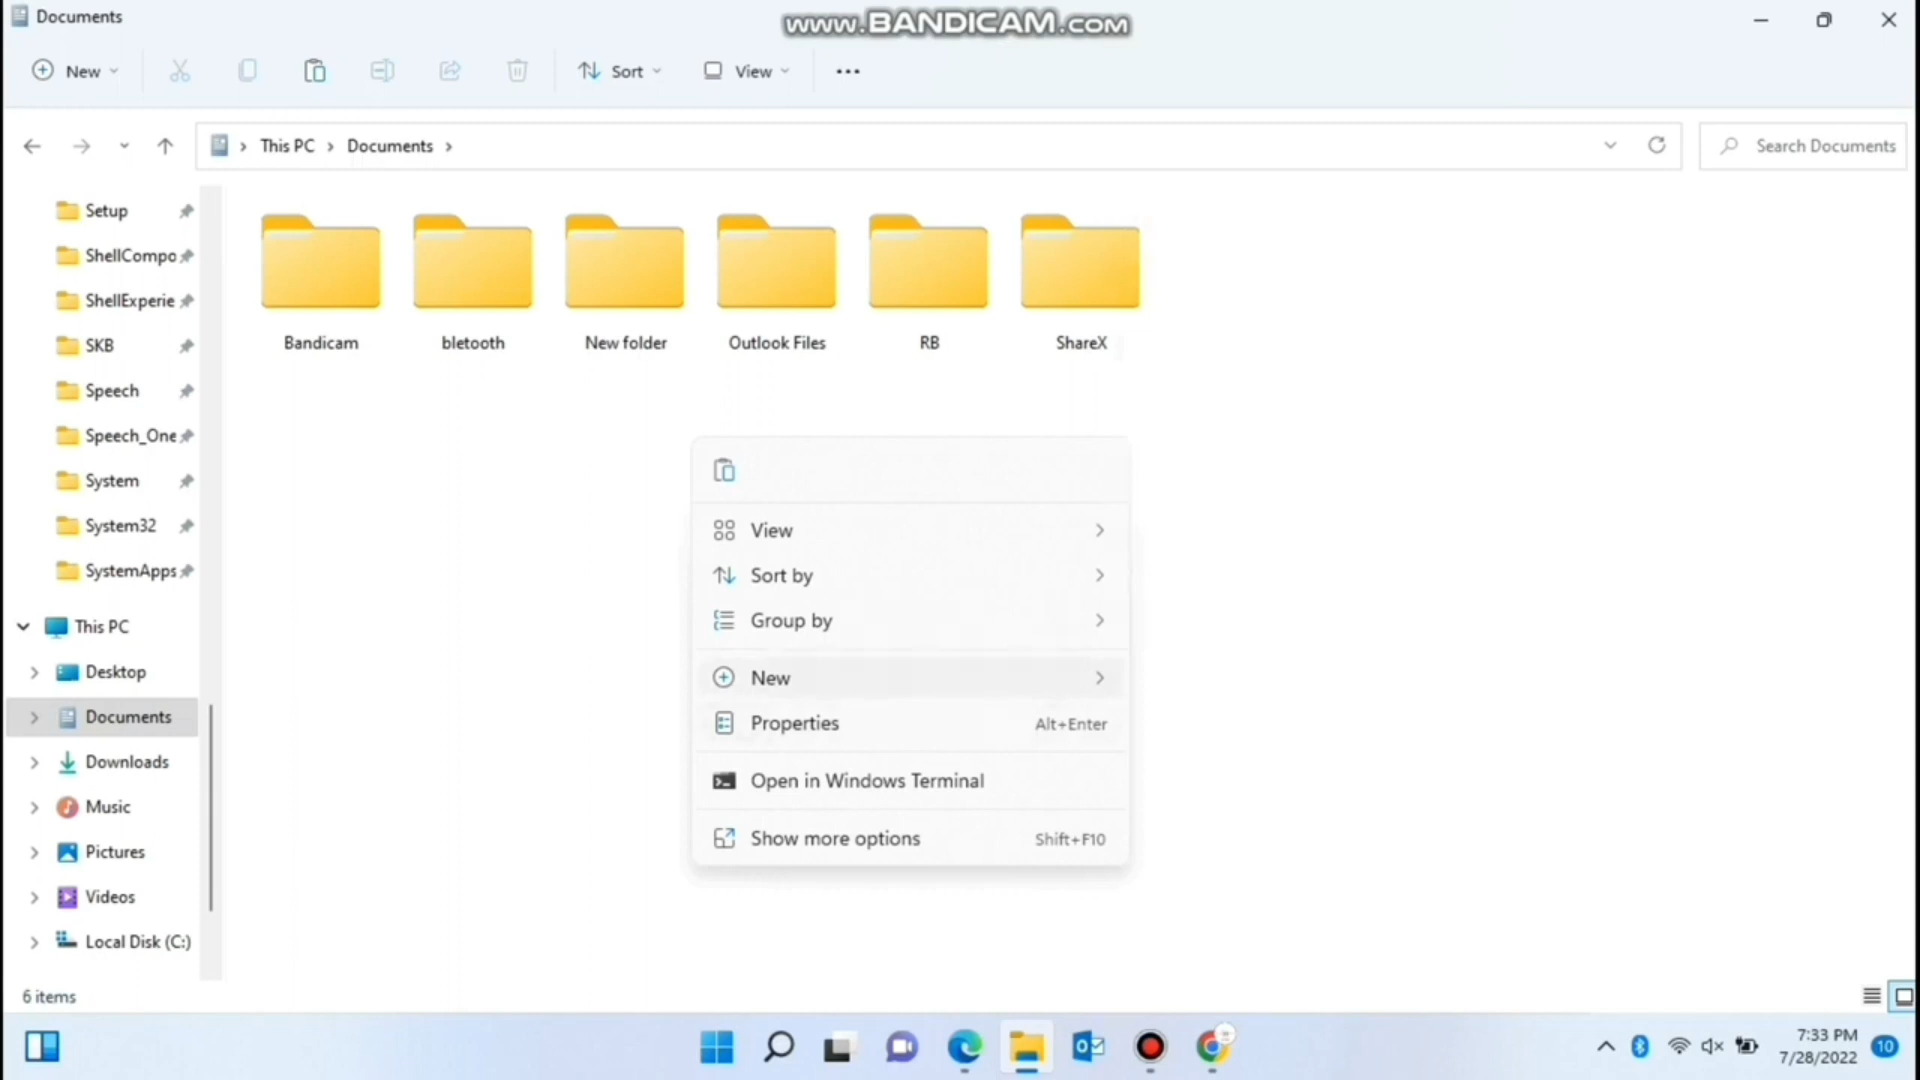 Documents
www.BANDICAM.com
New
Sort
View
This PC
Documents
Search Documents
Setup
ShellCompo
ShellExperie
SKB
Speech
Speech_One
System
System32
SystemApps
This PC
Desktop
Documents
Downloads
Music
Pictures
Videos
Local Disk (C:)
Bandicam
bletooth
New folder
Outlook Files
RB
ShareX
View
Sort by
Group by
New
Properties Alt+Enter
Open in Windows Terminal
Show more options Shift+F10
6 items
7:33 PM
7/28/2022
10